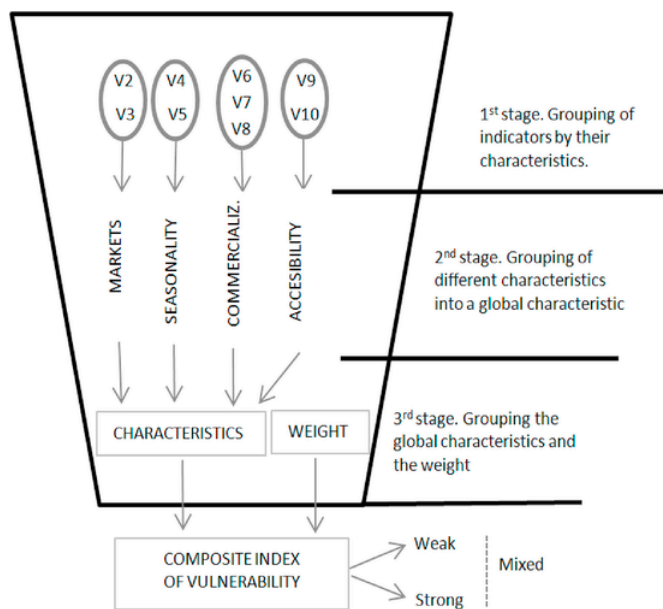 V2
V3
V4
V5
V6
V7
V8
V9
V10
1st stage. Grouping of
indicators by their
characteristics.
MARKETS
SEASONALITY
COMMERCIALIZ.
ACCESIBILITY
2nd stage. Grouping of
different characteristics
into a global characteristic
CHARACTERISTICS
WEIGHT
3rd stage. Grouping the
global characteristics and
the weight
COMPOSITE INDEX
OF VULNERABILITY
Weak
Strong
Mixed